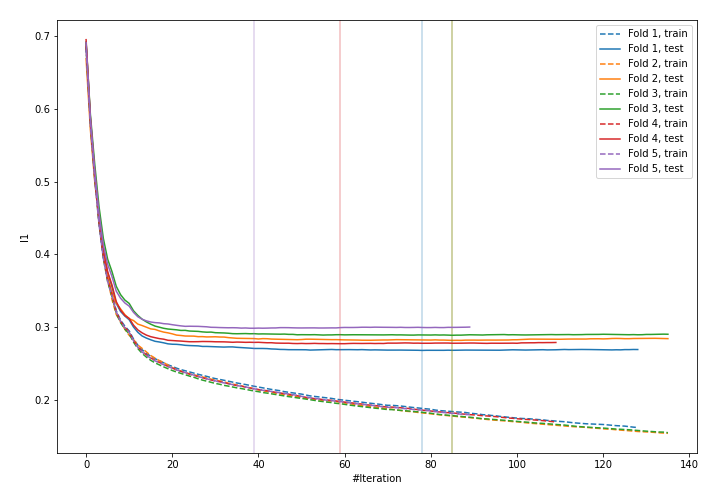 0.7
0.6
0.5
0.4
0.3
0.2
l1
0
20
40
60
80
100
120
140
#Iteration
Fold 1, train
Fold 1, test
Fold 2, train
Fold 2, test
Fold 3, train
Fold 3, test
Fold 4, train
Fold 4, test
Fold 5, train
Fold 5, test